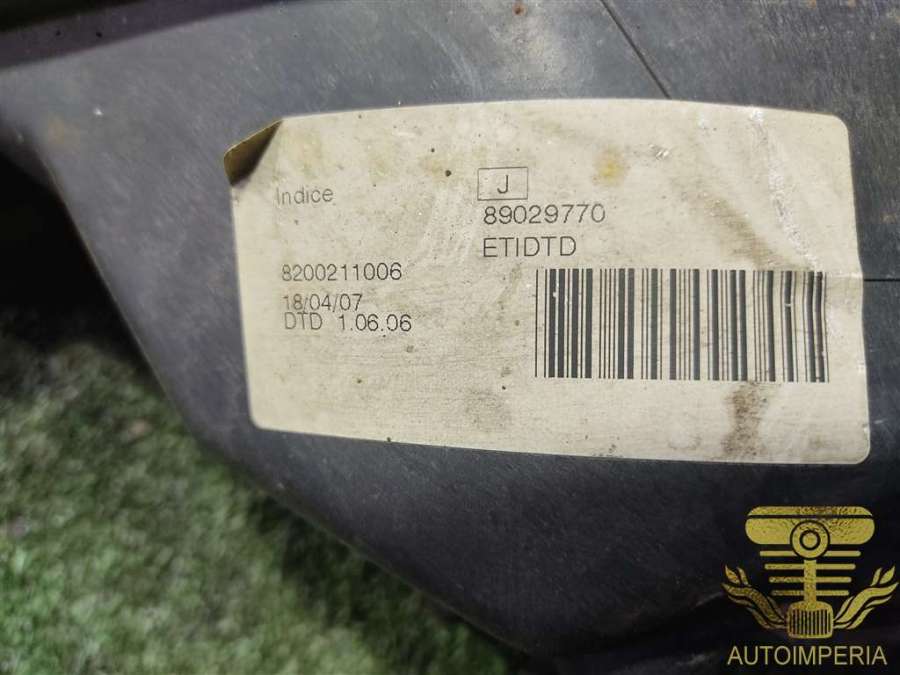 Indice
J
89029770
ETIDTD
8200211006
18/04/07
DTD 1.06.06
AUTOIMPERIA